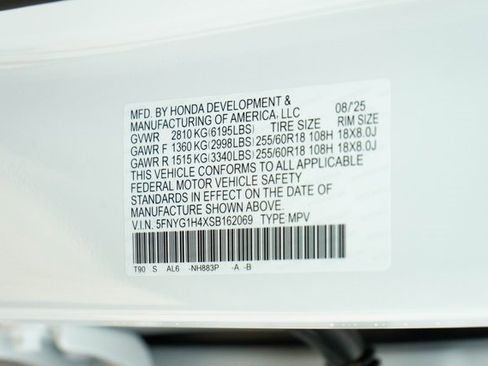 MFD. BY HONDA DEVELOPMENT & 08/'25
MANUFACTURING OF AMERICA, LLC
GVWR 2810 KG(6195LBS) TIRE SIZE RIM SIZE
GAWR F 1360 KG(2998LBS) 255/60R18 108H 18X8.0J
GAWR R 1515 KG(3340LBS) 255/60R18 108H 18X8.0J
THIS VEHICLE CONFORMS TO ALL APPLICABLE
FEDERAL MOTOR VEHICLE SAFETY
STANDARDS IN EFFECT ON THE DATE OF
MANUFACTURE SHOWN ABOVE.
V.I.N. 5FNYG1H4XSB162069 TYPE MPV
T90 S AL6 -NH883P -A -B